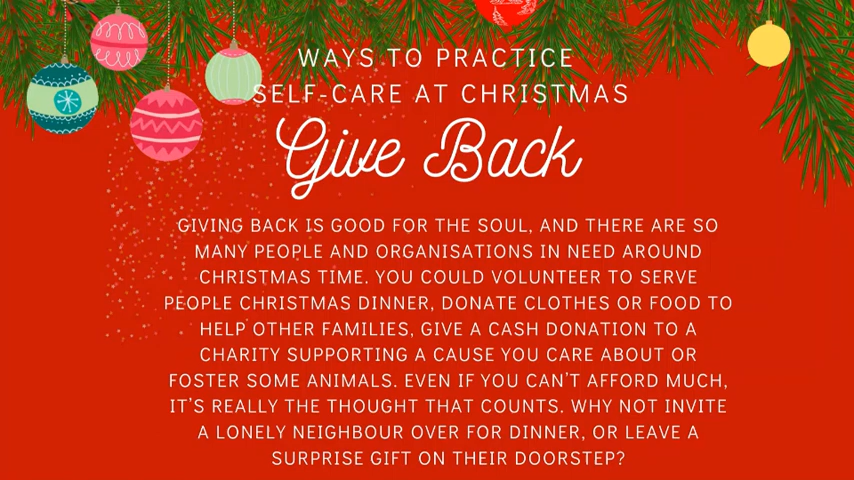 WAYS TO PRACTICE
SELF-CARE AT CHRISTMAS
Give Back
GIVING BACK IS GOOD FOR THE SOUL, AND THERE ARE SO
MANY PEOPLE AND ORGANISATIONS IN NEED AROUND
CHRISTMAS TIME. YOU COULD VOLUNTEER TO SERVE
PEOPLE CHRISTMAS DINNER, DONATE CLOTHES OR FOOD TO
HELP OTHER FAMILIES, GIVE A CASH DONATION TO A
CHARITY SUPPORTING A CAUSE YOU CARE ABOUT OR
FOSTER SOME ANIMALS. EVEN IF YOU CAN'T AFFORD MUCH,
IT'S REALLY THE THOUGHT THAT COUNTS. WHY NOT INVITE
A LONELY NEIGHBOUR OVER FOR DINNER, OR LEAVE A
SURPRISE GIFT ON THEIR DOORSTEP?